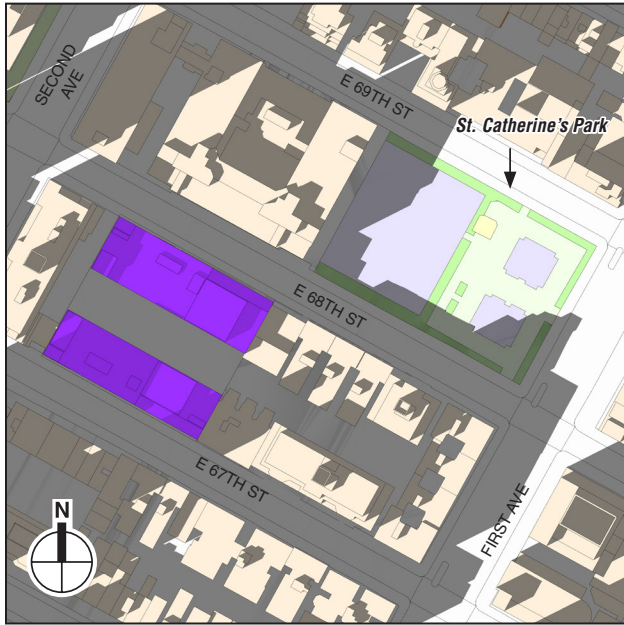 SECOND
AVE
E 69TH ST
St. Catherine's Park
E 68TH ST
E 67TH ST
FIRST AVE
N